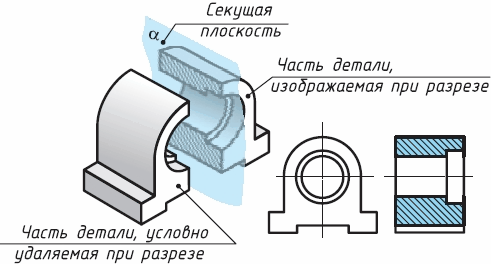 Секущая
плоскость
α
Часть детали,
изображаемая при разрезе
Часть детали, условно
удаляемая при разрезе